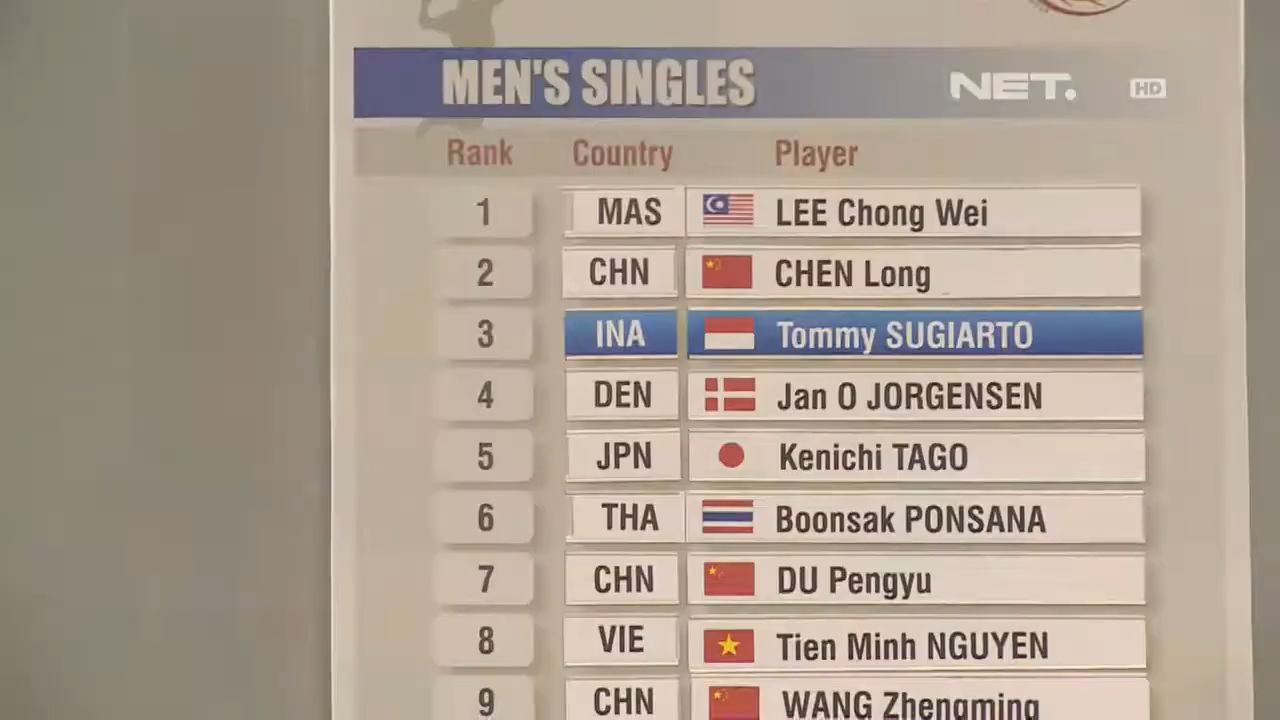 MEN'S SINGLES
NET. HD
Rank Country Player
1 MAS LEE Chong Wei
2 CHN CHEN Long
3 INA Tommy SUGIARTO
4 DEN Jan O JORGENSEN
5 JPN Kenichi TAGO
6 THA Boonsak PONSANA
7 CHN DU Pengyu
8 VIE Tien Minh NGUYEN
9 CHN WANG Zhengming